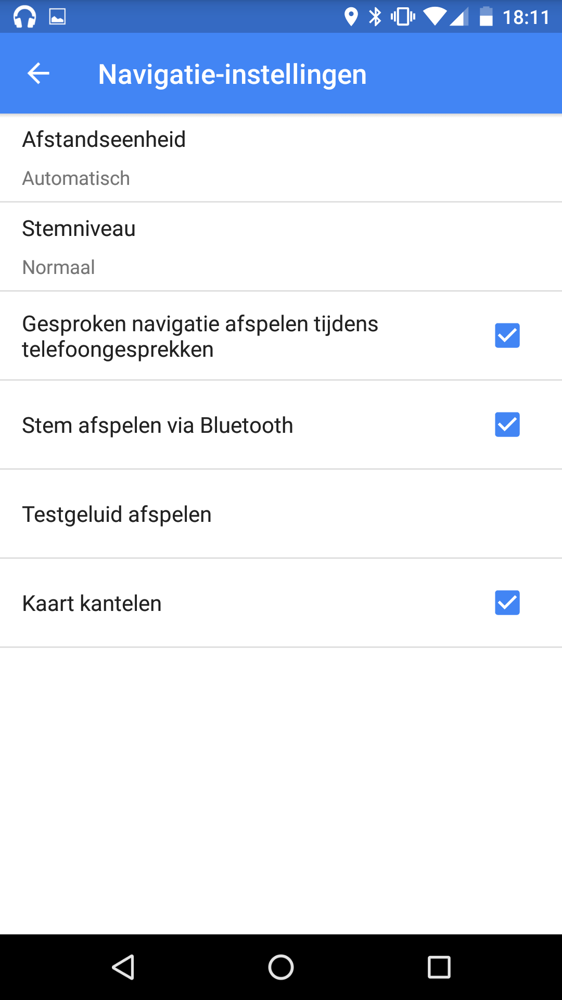 18:11
Navigatie-instellingen
Afstandseenheid
Automatisch
Stemniveau
Normaal
Gesproken navigatie afspelen tijdens
telefoongesprekken
Stem afspelen via Bluetooth
Testgeluid afspelen
Kaart kantelen